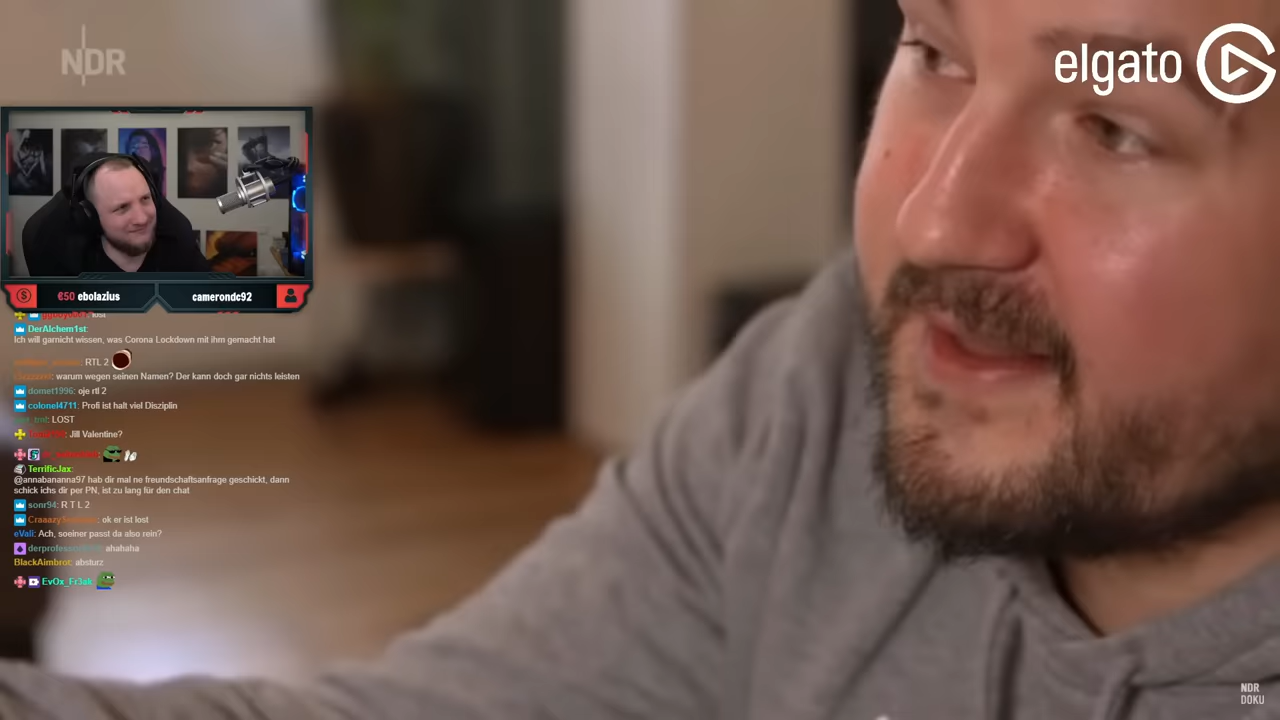 NDR
elgato
€50 ebolazius
camerondc92
DerAlchem1st:
Ich will garnicht wissen, was Corona Lockdown mit ihm gemacht hat
: RTL 2
: warum wegen seinen Namen? Der kann doch gar nichts leisten
domet1996: oje rtl 2
colonel4711: Profi ist halt viel Disziplin
: LOST
: Jill Valentine?
TerrificJax:
@annabananna97 hab dir mal ne freundschaftsanfrage geschickt, dann
schick ichs dir per PN, ist zu lang für den chat
sonr94: R T L 2
: ok er ist lost
eVali: Ach, soeiner passt da also rein?
: ahahaha
BlackAimbrot: absturz
EvOx_Fr3ak:
NDR
DOKU